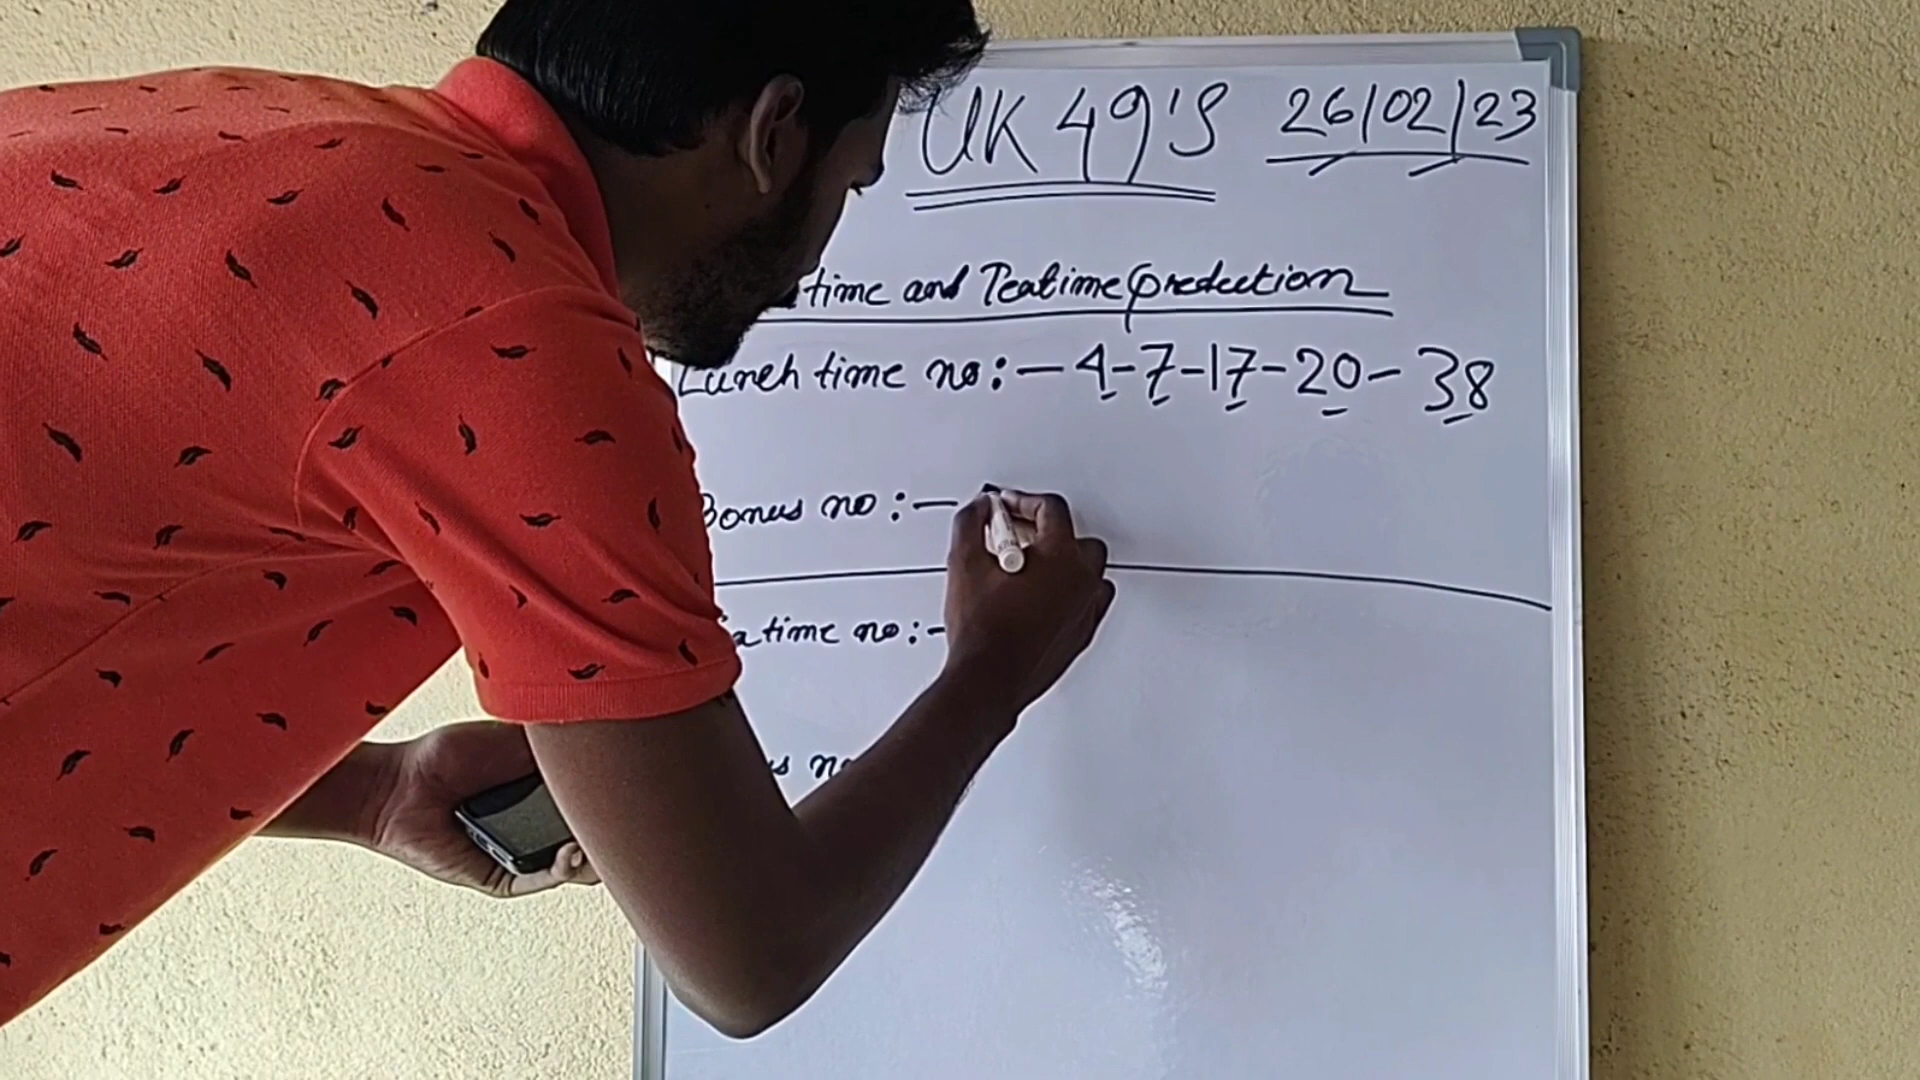 UK 49'S 26/02/23
time and Teatime predection
Lunch time no:- 4-7-17-20-38
Bonus no :-
time no:-